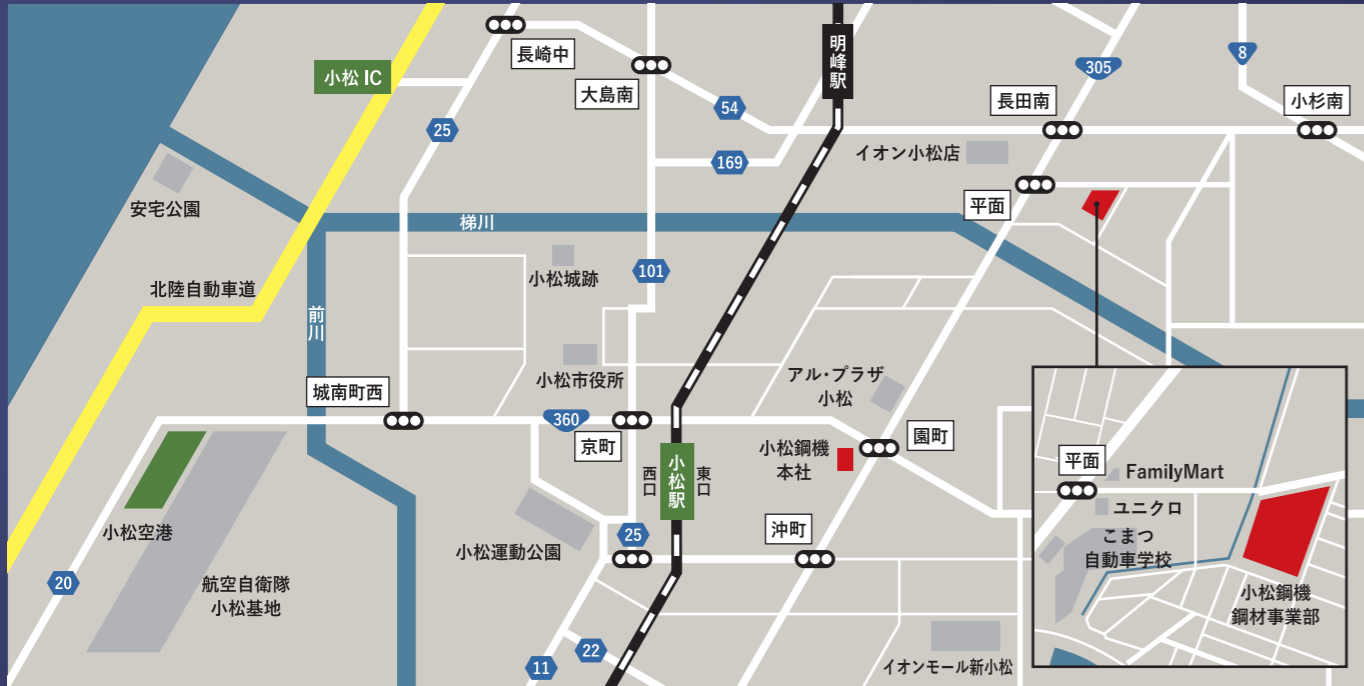 長崎中
小松 IC
大島南
明峰駅
305
8
長田南
小杉南
54
25
169
イオン小松店
平面
安宅公園
梯川
小松城跡
101
北陸自動車道
前川
小松市役所
アル・プラザ
小松
城南町西
360
京町
園町
小松鋼機
本社
西口
小松駅
東口
小松空港
小松運動公園
25
沖町
20
航空自衛隊
小松基地
22
11
イオンモール新小松
平面
FamilyMart
ユニクロ
こまつ
自動車学校
小松鋼機
鋼材事業部